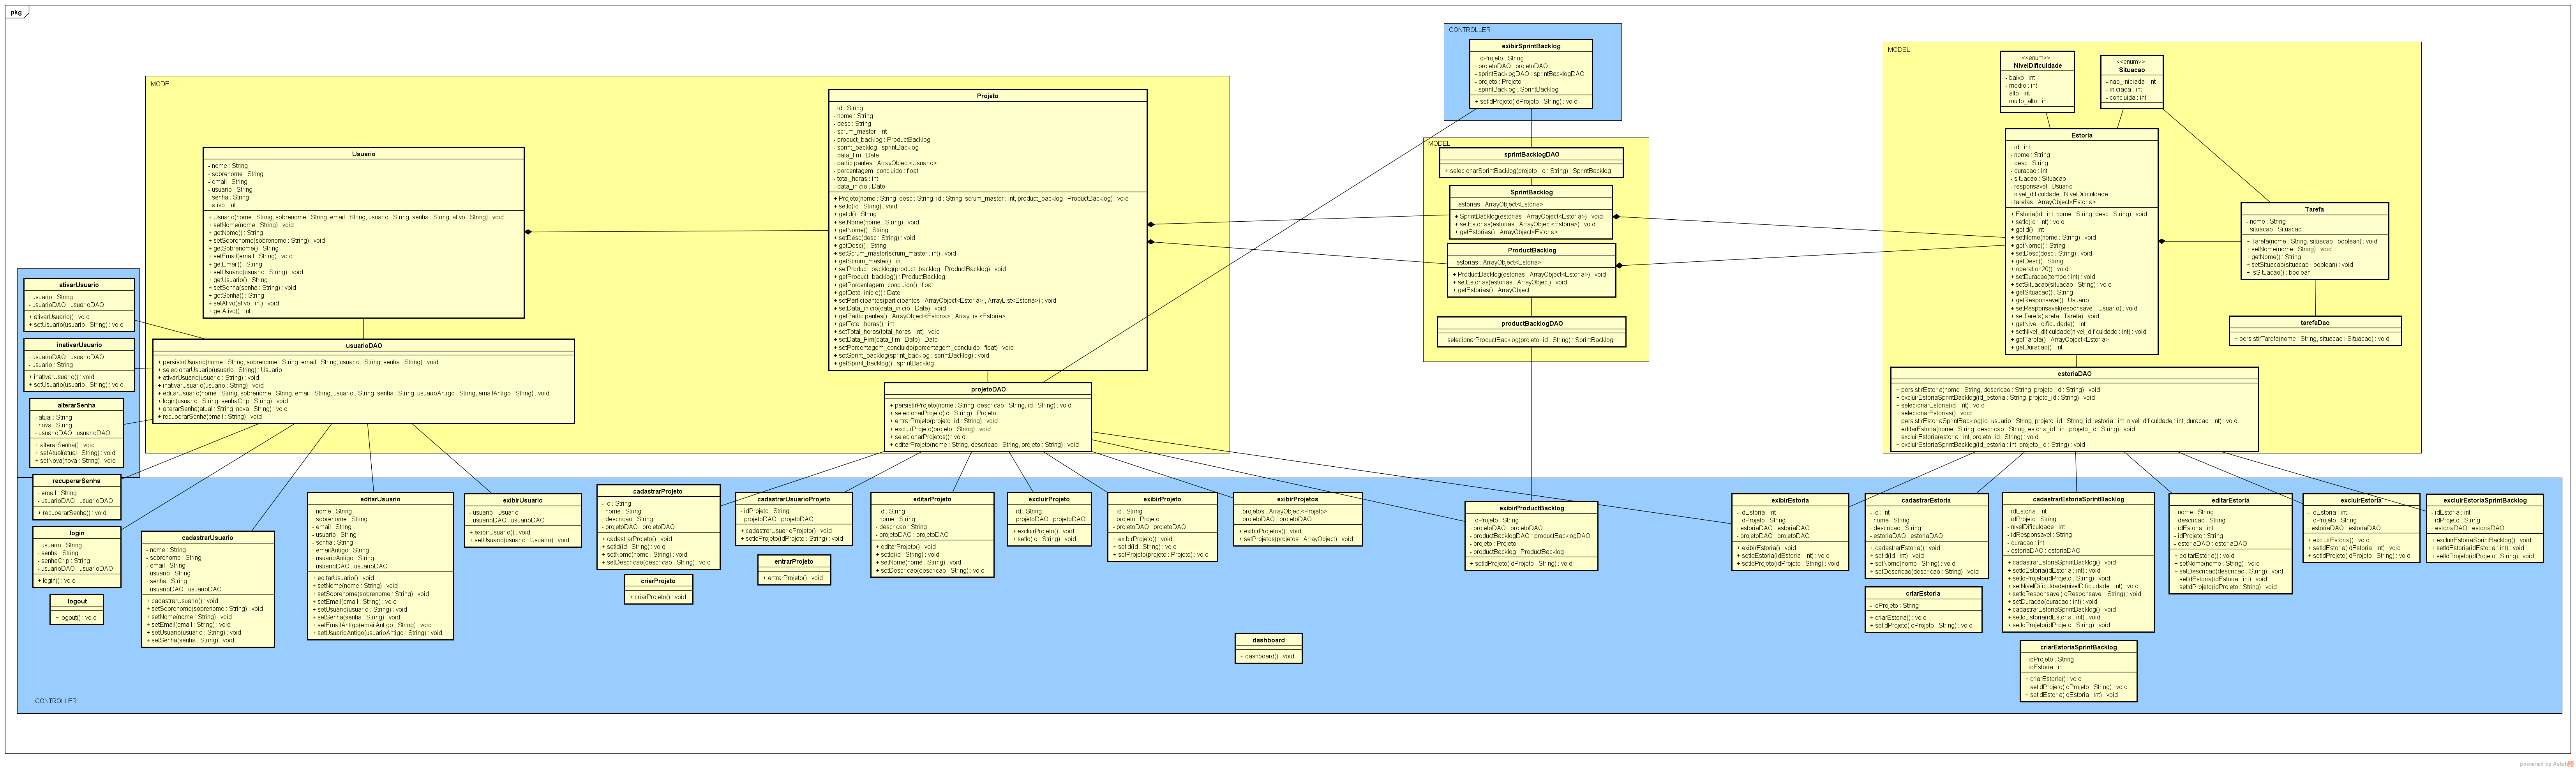 pkg
CONTROLLER
exibirSprintBacklog
- idProjeto : String
- projetoDAO : projetoDAO
- sprintBacklogDAO : sprintBacklogDAO
- projeto : Projeto
- sprintBacklog : SprintBacklog
+ setIdProjeto(idProjeto : String) : void
MODEL
Usuario
- nome : String
- sobrenome : String
- email : String
- usuario : String
- senha : String
- ativo : int
+ Usuario(nome : String, sobrenome : String, email : String, usuario : String, senha : String, ativo : String) : void
+ setNome(nome : String) : void
+ getNome() : String
+ setSobrenome(sobrenome : String) : void
+ getSobrenome() : String
+ setEmail(email : String) : void
+ getEmail() : String
+ setUsuario(usuario : String) : void
+ getUsuario() : String
+ setSenha(senha : String) : void
+ getSenha() : String
+ setAtivo(ativo : int) : void
+ getAtivo() : int
usuarioDAO
+ persistirUsuario(nome : String, sobrenome : String, email : String, usuario : String, senha : String) : void
+ selecionarUsuario(usuario : String) : Usuario
+ ativarUsuario(usuario : String) : void
+ inativarUsuario(usuario : String) : void
+ editarUsuario(nome : String, sobrenome : String, email : String, usuario : String, senha : String, usuarioAntigo : String, emailAntigo : String) : void
+ login(usuario : String, senhaCrip : String) : void
+ alterarSenha(atual : String, nova : String) : void
+ recuperarSenha(email : String) : void
Projeto
- id : String
- nome : String
- desc : String
- scrum_master : int
- product_backlog : ProductBacklog
- sprint_backlog : sprintBacklog
- data_fim : Date
- participantes : ArrayObject<Usuario>
- porcentagem_concluido : float
- total_horas : int
- data_inicio : Date
+ Projeto(nome : String, desc : String, id : String, scrum_master : int, product_backlog : ProductBacklog) : void
+ setId(id : String) : void
+ getId() : String
+ setNome(nome : String) : void
+ getNome() : String
+ setDesc(desc : String) : void
+ getDesc() : String
+ setScrum_master(scrum_master : int) : void
+ getScrum_master() : int
+ setProduct_backlog(product_backlog : ProductBacklog) : void
+ getProduct_backlog() : ProductBacklog
+ getPorcentagem_concluido() : float
+ getData_inicio() : Date
+ setParticipantes(participantes : ArrayObject<Estoria> , ArrayList<Estoria>) : void
+ setData_inicio(data_inicio : Date) : void
+ getParticipantes() : ArrayObject<Estoria> , ArrayList<Estoria>
+ getTotal_horas() : int
+ setTotal_horas(total_horas : int) : void
+ setData_Fim(data_fim : Date) : Date
+ setPorcentagem_concluido(porcentagem_concluido : float) : void
+ setSprint_backlog(sprint_backlog : sprintBacklog) : void
+ getSprint_backlog() : sprintBacklog
projetoDAO
+ persistirProjeto(nome : String, descricao : String, id : String) : void
+ selecionarProjeto(id : String) : Projeto
+ entrarProjeto(projeto_id : String) : void
+ excluirProjeto(projeto : String) : void
+ selecionarProjetos() : void
+ editarProjeto(nome : String, descricao : String, projeto : String) : void
MODEL
sprintBacklogDAO
+ selecionarSprintBacklog(projeto_id : String) : SprintBacklog
SprintBacklog
- estorias : ArrayObject<Estoria>
+ SprintBacklog(estorias : ArrayObject<Estoria>) : void
+ setEstorias(estorias : ArrayObject<Estoria>) : void
+ getEstorias() : ArrayObject<Estoria>
ProductBacklog
- estorias : ArrayObject<Estoria>
+ ProductBacklog(estorias : ArrayObject<Estoria>) : void
+ setEstorias(estorias : ArrayObject) : void
+ getEstorias() : ArrayObject
productBacklogDAO
+ selecionarProductBacklog(projeto_id : String) : SprintBacklog
MODEL
<<enum>>
NivelDificuldade
- baixo : int
- medio : int
- alto : int
- muito_alto : int
<<enum>>
Situacao
- nao_iniciada : int
- iniciada : int
- concluida : int
Estoria
- id : int
- nome : String
- desc : String
- duracao : int
- situacao : Situacao
- responsavel : Usuario
- nivel_dificuldade : NivelDificuldade
- tarefas : ArrayObject<Estoria>
+ Estoria(id : int, nome : String, desc : String) : void
+ setId(id : int) : void
+ getId() : int
+ setNome(nome : String) : void
+ getNome() : String
+ setDesc(desc : String) : void
+ getDesc() : String
+ operation20() : void
+ setDuracao(tempo : int) : void
+ setSituacao(situacao : String) : void
+ getSituacao() : String
+ getResponsavel() : Usuario
+ setResponsavel(responsavel : Usuario) : void
+ setTarefa(tarefa : Tarefa) : void
+ getNivel_dificuldade() : int
+ setNivel_dificuldade(nivel_dificuldade : int) : void
+ getTarefa() : ArrayObject<Estoria>
+ getDuracao() : int
Tarefa
- nome : String
- situacao : Situacao
+ Tarefa(nome : String, situacao : boolean) : void
+ setNome(nome : String) : void
+ getNome() : String
+ setSituacao(situacao : boolean) : void
+ isSituacao() : boolean
tarefaDao
+ persistirTarefa(nome : String, situacao : Situacao) : void
estoriaDAO
+ persistirEstoria(nome : String, descricao : String, projeto_id : String) : void
+ excluirEstoriaSprintBacklog(id_estoria : String, projeto_id : String) : void
+ selecionarEstoria(id : int) : void
+ selecionarEstorias() : void
+ persistirEstoriaSprintBacklog(id_usuario : String, projeto_id : String, id_estoria : int, nivel_dificuldade : int, duracao : int) : void
+ editarEstoria(nome : String, descricao : String, estoria_id : int, projeto_id : String) : void
+ excluirEstoria(estoria : int, projeto_id : String) : void
+ excluirEstoriaSprintBacklog(id_estoria : int, projeto_id : String) : void
ativarUsuario
- usuario : String
- usuarioDAO : usuarioDAO
+ ativarUsuario() : void
+ setUsuario(usuario : String) : void
inativarUsuario
- usuarioDAO : usuarioDAO
- usuario : String
+ inativarUsuario() : void
+ setUsuario(usuario : String) : void
alterarSenha
- atual : String
- nova : String
- usuarioDAO : usuarioDAO
+ alterarSenha() : void
+ setAtual(atual : String) : void
+ setNova(nova : String) : void
recuperarSenha
- email : String
- usuarioDAO : usuarioDAO
+ recuperarSenha() : void
login
- usuario : String
- senha : String
- senhaCrip : String
- usuarioDAO : usuarioDAO
+ login() : void
logout
+ logout() : void
cadastrarUsuario
- nome : String
- sobrenome : String
- email : String
- usuario : String
- senha : String
- usuarioDAO : usuarioDAO
+ cadastrarUsuario() : void
+ setSobrenome(sobrenome : String) : void
+ setNome(nome : String) : void
+ setEmail(email : String) : void
+ setUsuario(usuario : String) : void
+ setSenha(senha : String) : void
editarUsuario
- nome : String
- sobrenome : String
- email : String
- usuario : String
- senha : String
- emailAntigo : String
- usuarioAntigo : String
- usuarioDAO : usuarioDAO
+ editarUsuario() : void
+ setNome(nome : String) : void
+ setSobrenome(sobrenome : String) : void
+ setEmail(email : String) : void
+ setUsuario(usuario : String) : void
+ setSenha(senha : String) : void
+ setEmailAntigo(emailAntigo : String) : void
+ setUsuarioAntigo(usuarioAntigo : String) : void
exibirUsuario
- usuario : Usuario
- usuarioDAO : usuarioDAO
+ exibirUsuario() : void
+ setUsuario(usuario : Usuario) : void
cadastrarProjeto
- id : String
- nome : String
- descricao : String
- projetoDAO : projetoDAO
+ cadastrarProjeto() : void
+ setId(id : String) : void
+ setNome(nome : String) : void
+ setDescricao(descricao : String) : void
criarProjeto
+ criarProjeto() : void
cadastrarUsuarioProjeto
- idProjeto : String
- projetoDAO : projetoDAO
+ cadastrarUsuarioProjeto() : void
+ setIdProjeto(idProjeto : String) : void
entrarProjeto
+ entrarProjeto() : void
editarProjeto
- id : String
- nome : String
- descricao : String
- projetoDAO : projetoDAO
+ editarProjeto() : void
+ setId(id : String) : void
+ setNome(nome : String) : void
+ setDescricao(descricao : String) : void
excluirProjeto
- id : String
- projetoDAO : projetoDAO
+ excluirProjeto() : void
+ setId(id : String) : void
exibirProjeto
- id : String
- projeto : Projeto
- projetoDAO : projetoDAO
+ exibirProjeto() : void
+ setId(id : String) : void
+ setProjeto(projeto : Projeto) : void
exibirProjetos
- projetos : ArrayObject<Projeto>
- projetoDAO : projetoDAO
+ exibirProjetos() : void
+ setProjetos(projetos : ArrayObject) : void
dashboard
+ dashboard() : void
exibirProductBacklog
- idProjeto : String
- projetoDAO : projetoDAO
- productBacklogDAO : productBacklogDAO
- projeto : Projeto
- productBacklog : ProductBacklog
+ setIdProjeto(idProjeto : String) : void
exibirEstoria
- idEstoria : int
- idProjeto : String
- estoriaDAO : estoriaDAO
- projetoDAO : projetoDAO
+ exibirEstoria() : void
+ setIdEstoria(idEstoria : int) : void
+ setIdProjeto(idProjeto : String) : void
cadastrarEstoria
- id : int
- nome : String
- descricao : String
- estoriaDAO : estoriaDAO
+ cadastrarEstoria() : void
+ setId(id : int) : void
+ setNome(nome : String) : void
+ setDescricao(descricao : String) : void
criarEstoria
- idProjeto : String
+ criarEstoria() : void
+ setIdProjeto(idProjeto : String) : void
cadastrarEstoriaSprintBacklog
- idEstoria : int
- idProjeto : String
- nivelDificuldade : int
- idResponsavel : String
- duracao : int
- estoriaDAO : estoriaDAO
+ cadastrarEstoriaSprintBacklog() : void
+ setIdEstoria(idEstoria : int) : void
+ setIdProjeto(idProjeto : String) : void
+ setNivelDificuldade(nivelDificuldade : int) : void
+ setIdResponsavel(idResponsavel : String) : void
+ setDuracao(duracao : int) : void
+ cadastrarEstoriaSprintBacklog() : void
+ setIdEstoria(idEstoria : int) : void
+ setIdProjeto(idProjeto : String) : void
criarEstoriaSprintBacklog
- idProjeto : String
- idEstoria : int
+ criarEstoria() : void
+ setIdProjeto(idProjeto : String) : void
+ setIdEstoria(idEstoria : int) : void
editarEstoria
- nome : String
- descricao : String
- idEstoria : int
- idProjeto : String
- estoriaDAO : estoriaDAO
+ editarEstoria() : void
+ setNome(nome : String) : void
+ setDescricao(descricao : String) : void
+ setIdEstoria(idEstoria : int) : void
+ setIdProjeto(idProjeto : String) : void
excluirEstoria
- idEstoria : int
- idProjeto : String
- estoriaDAO : estoriaDAO
+ excluirEstoria() : void
+ setIdEstoria(idEstoria : int) : void
+ setIdProjeto(idProjeto : String) : void
excluirEstoriaSprintBacklog
- idEstoria : int
- idProjeto : String
- estoriaDAO : estoriaDAO
+ excluirEstoriaSprintBacklog() : void
+ setIdEstoria(idEstoria : int) : void
+ setIdProjeto(idProjeto : String) : void
CONTROLLER
powered by Astah